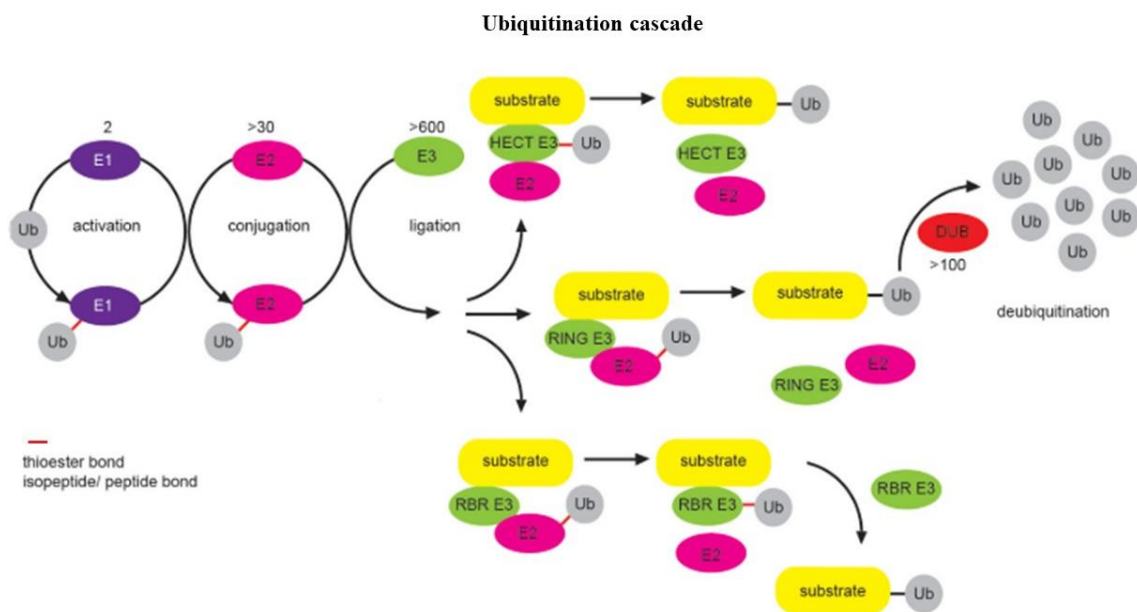 Ubiquitination cascade
2
>30
>600
E1
E2
E3
Ub
activation
conjugation
ligation
E1
E2
Ub
Ub
thioester bond
isopeptide/ peptide bond
substrate
HECT E3
Ub
E2
substrate
Ub
HECT E3
E2
substrate
RING E3
Ub
E2
substrate
Ub
E2
RING E3
DUB
>100
Ub
Ub
Ub
Ub
Ub
Ub
Ub
Ub
deubiquitination
substrate
RBR E3
Ub
E2
substrate
RBR E3
Ub
E2
RBR E3
substrate
Ub